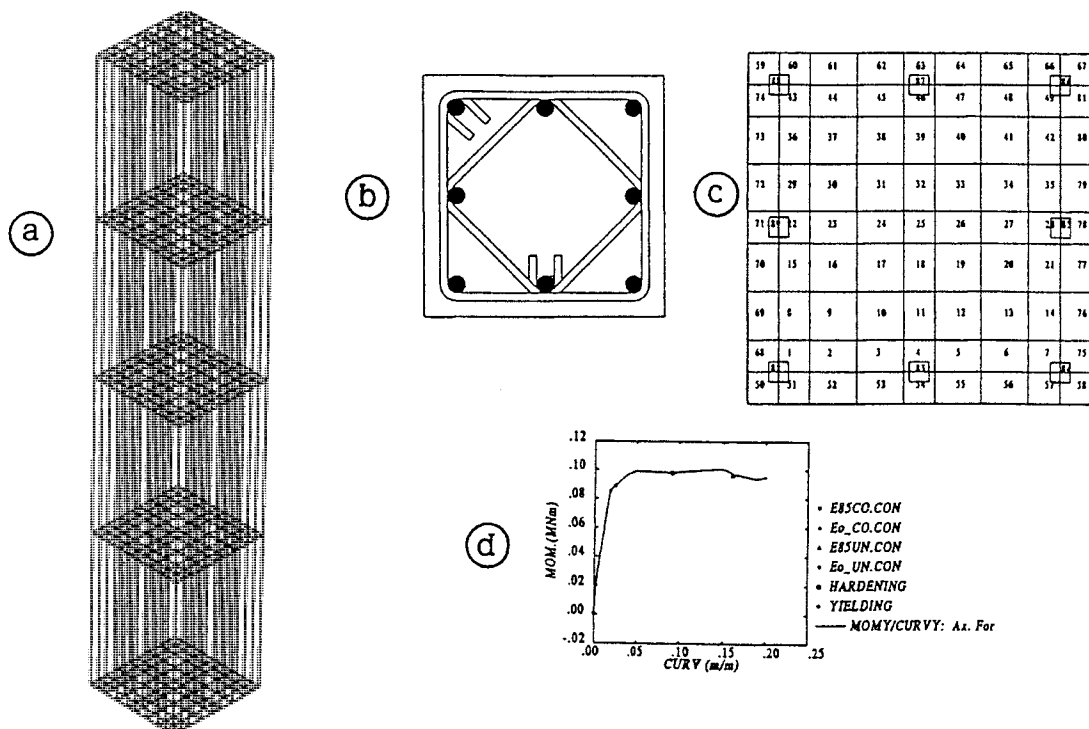 a
b
c
d
59 60 61 62 63 64 65 66 67
87
74 43 44 45 46 47 48 49 81
73 36 37 38 39 40 41 42 80
72 29 30 31 32 33 34 35 79
71 22 23 24 25 26 27 28 78
70 15 16 17 18 19 20 21 77
69 8 9 10 11 12 13 14 76
68 1 2 3 4 5 6 7 75
50 51 52 53 54 55 56 57 58
.12
.10
.08
.06
.04
.02
.00
-.02
MOM.(MNm)
.00 .05 .10 .15 .20 .25
CURV (m/m)
E85CO.CON
Eo_CO.CON
E85UN.CON
Eo_UN.CON
HARDENING
YIELDING
MOMY/CURVY: Ax. For